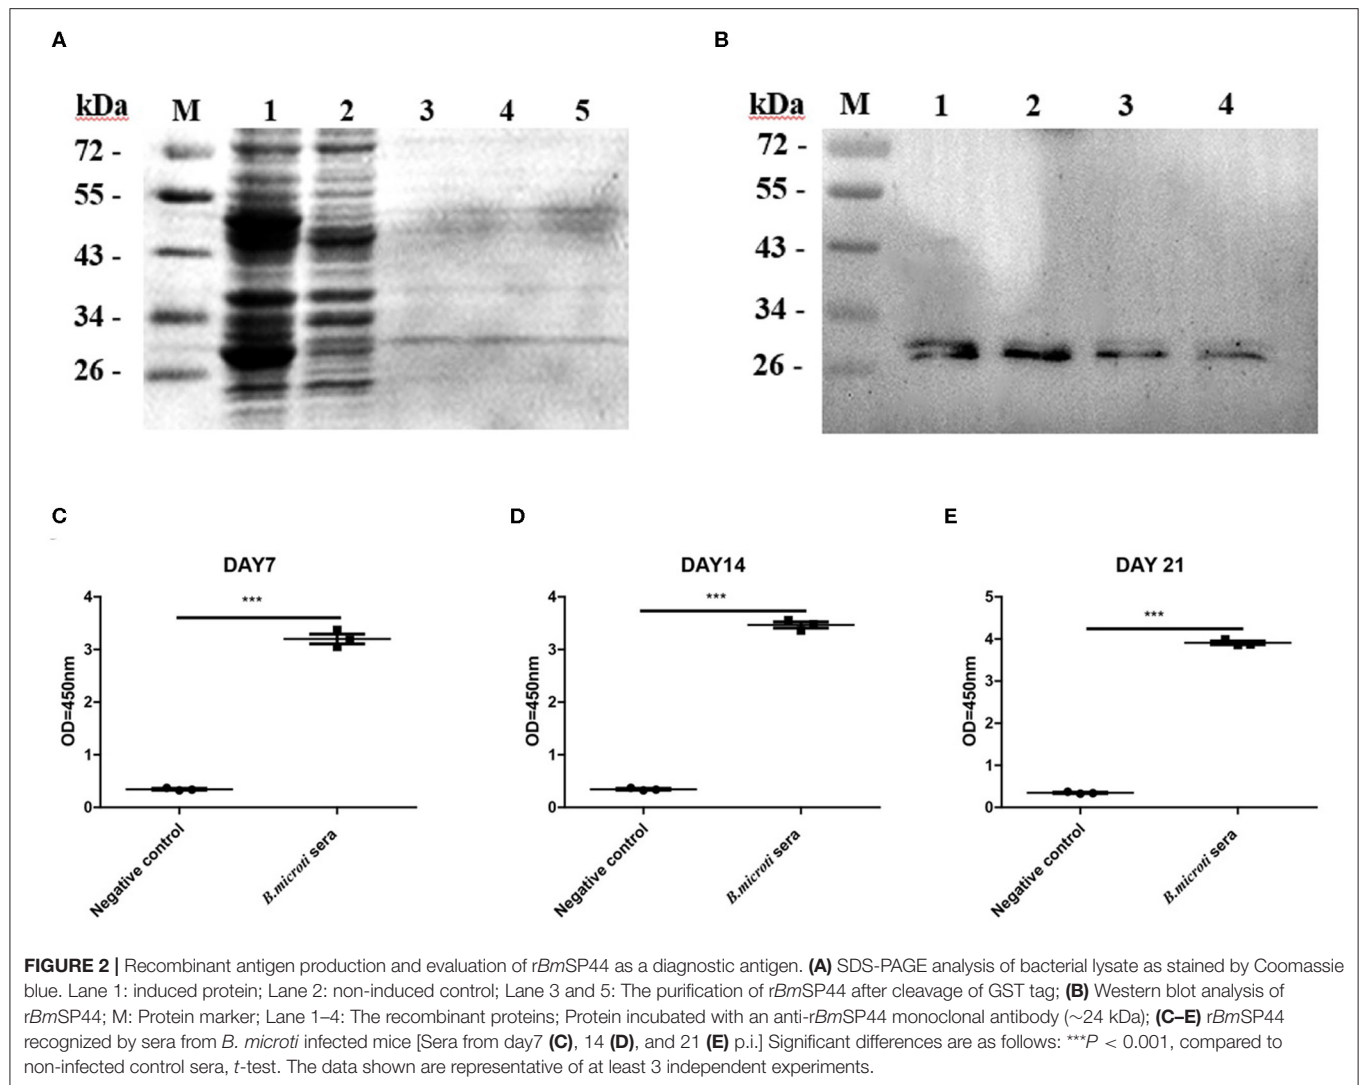 A
B
kDa M 1 2 3 4 5
72 -
55 -
43 -
34 -
26 -
kDa M 1 2 3 4
72 -
55 -
43 -
34 -
26 -
C
D
E
DAY7
***
4
3
2
1
0
OD=450nm
Negative control
B.microti sera
DAY14
***
4
3
2
1
0
OD=450nm
Negative control
B.microti sera
DAY 21
***
5
4
3
2
1
0
OD=450nm
Negative control
B.microti sera
FIGURE 2 | Recombinant antigen production and evaluation of rBmSP44 as a diagnostic antigen. (A) SDS-PAGE analysis of bacterial lysate as stained by Coomassie
blue. Lane 1: induced protein; Lane 2: non-induced control; Lane 3 and 5: The purification of rBmSP44 after cleavage of GST tag; (B) Western blot analysis of
rBmSP44; M: Protein marker; Lane 1–4: The recombinant proteins; Protein incubated with an anti-rBmSP44 monoclonal antibody (∼24 kDa); (C–E) rBmSP44
recognized by sera from B. microti infected mice [Sera from day7 (C), 14 (D), and 21 (E) p.i.] Significant differences are as follows: ***P < 0.001, compared to
non-infected control sera, t-test. The data shown are representative of at least 3 independent experiments.